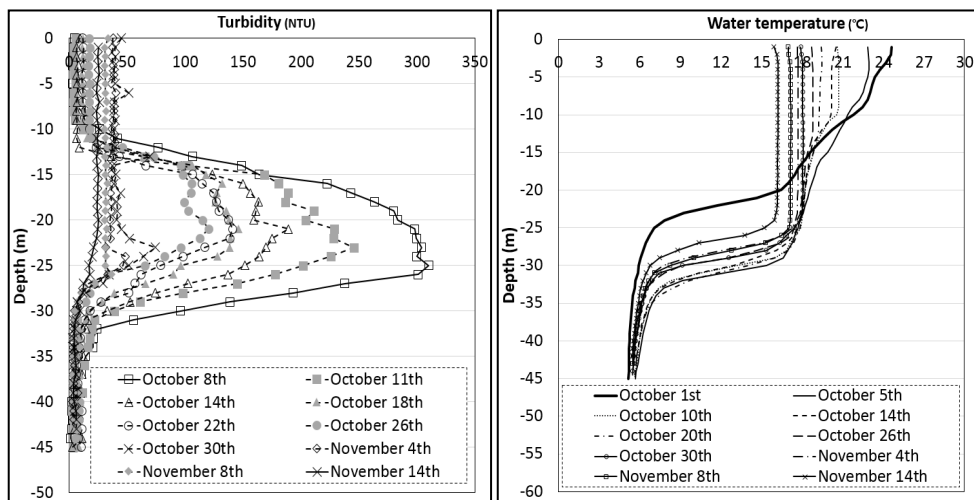 Turbidity (NTU)
0 50 100 150 200 250 300 350
0
-5
-10
-15
-20
-25
-30
-35
-40
-45
-50
Depth (m)
October 8th October 11th
October 14th October 18th
October 22th October 26th
October 30th November 4th
November 8th November 14th
Water temperature (℃)
0 3 6 9 12 15 18 21 24 27 30
0
-5
-10
-15
-20
-25
-30
-35
-40
-45
-50
-55
-60
Depth (m)
October 1st October 5th
October 10th October 14th
October 20th October 26th
October 30th November 4th
November 8th November 14th